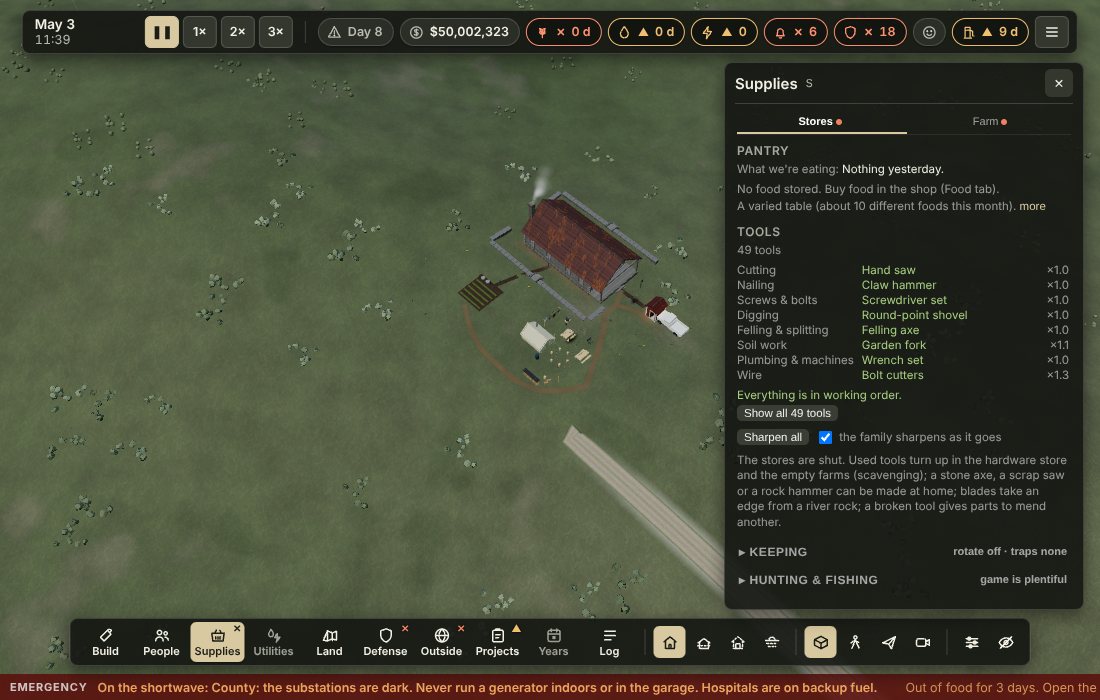 May 3
11:39
1×
2×
3×
Day 8
$50,002,323
× 0 d
0 d
0
× 6
× 18
9 d
Supplies S
Stores
Farm
PANTRY
What we're eating: Nothing yesterday.
No food stored. Buy food in the shop (Food tab).
A varied table (about 10 different foods this month). more
TOOLS
49 tools
Cutting Hand saw ×1.0
Nailing Claw hammer ×1.0
Screws & bolts Screwdriver set ×1.0
Digging Round-point shovel ×1.0
Felling & splitting Felling axe ×1.0
Soil work Garden fork ×1.1
Plumbing & machines Wrench set ×1.0
Wire Bolt cutters ×1.3
Everything is in working order.
Show all 49 tools
Sharpen all the family sharpens as it goes
The stores are shut. Used tools turn up in the hardware store
and the empty farms (scavenging); a stone axe, a scrap saw
or a rock hammer can be made at home; blades take an
edge from a river rock; a broken tool gives parts to mend
another.
KEEPING rotate off · traps none
HUNTING & FISHING game is plentiful
Build
People
Supplies
Utilities
Land
Defense
Outside
Projects
Years
Log
EMERGENCY On the shortwave: County: the substations are dark. Never run a generator indoors or in the garage. Hospitals are on backup fuel. Out of food for 3 days. Open the